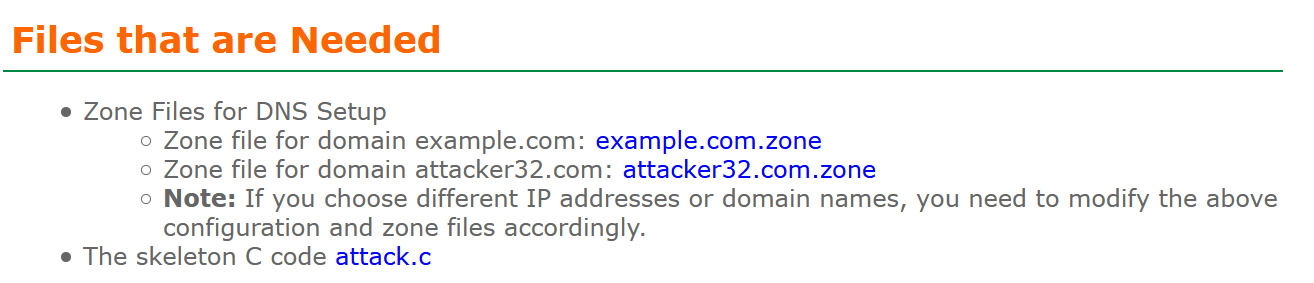 Files that are Needed
Zone Files for DNS Setup
Zone file for domain example.com: example.com.zone
Zone file for domain attacker32.com: attacker32.com.zone
Note: If you choose different IP addresses or domain names, you need to modify the above
configuration and zone files accordingly.
The skeleton C code attack.c